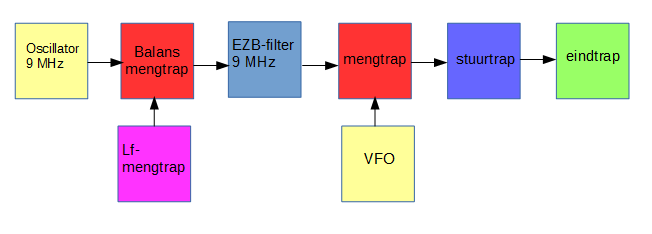 Oscillator
9 MHz
Balans
mengtrap
EZB-filter
9 MHz
mengtrap
stuurtrap
eindtrap
Lf-
mengtrap
VFO